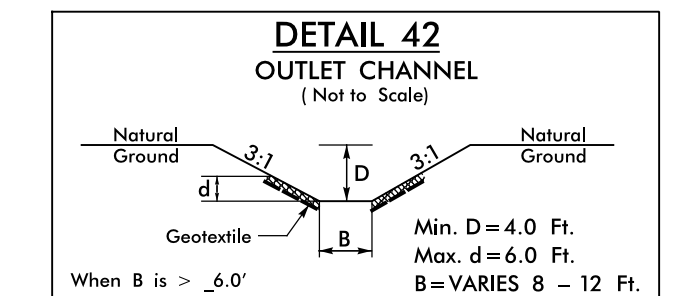 DETAIL 42
OUTLET CHANNEL
( Not to Scale)
Natural
Ground
3:1
D
3:1
Natural
Ground
d
Geotextile
B
Min. D=4.0 Ft.
Max. d=6.0 Ft.
When B is > _6.0'
B=VARIES 8 – 12 Ft.